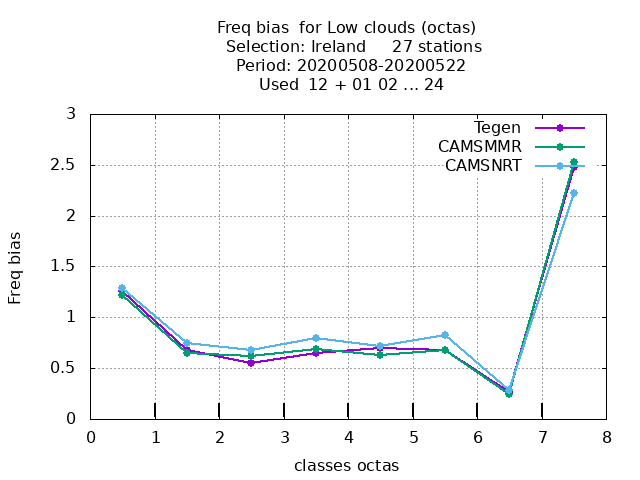 Freq bias  for Low clouds (octas)
Selection: Ireland     27 stations
Period: 20200508-20200522
Used  12 + 01 02 ... 24
Tegen
CAMSMMR
CAMSNRT
3
2.5
2
1.5
1
0.5
0
Freq bias
0 1 2 3 4 5 6 7 8
classes octas